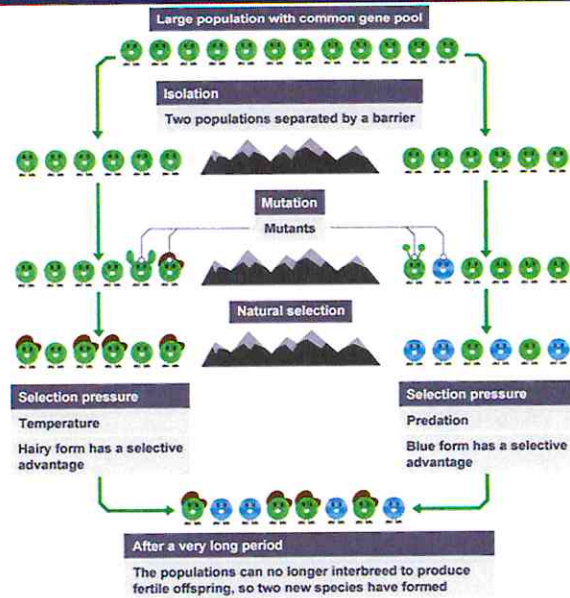 Large population with common gene pool
Isolation
Two populations separated by a barrier
Mutation
Mutants
Natural selection
Selection pressure
Temperature
Hairy form has a selective
advantage
Selection pressure
Predation
Blue form has a selective
advantage
After a very long period
The populations can no longer interbreed to produce
fertile offspring, so two new species have formed